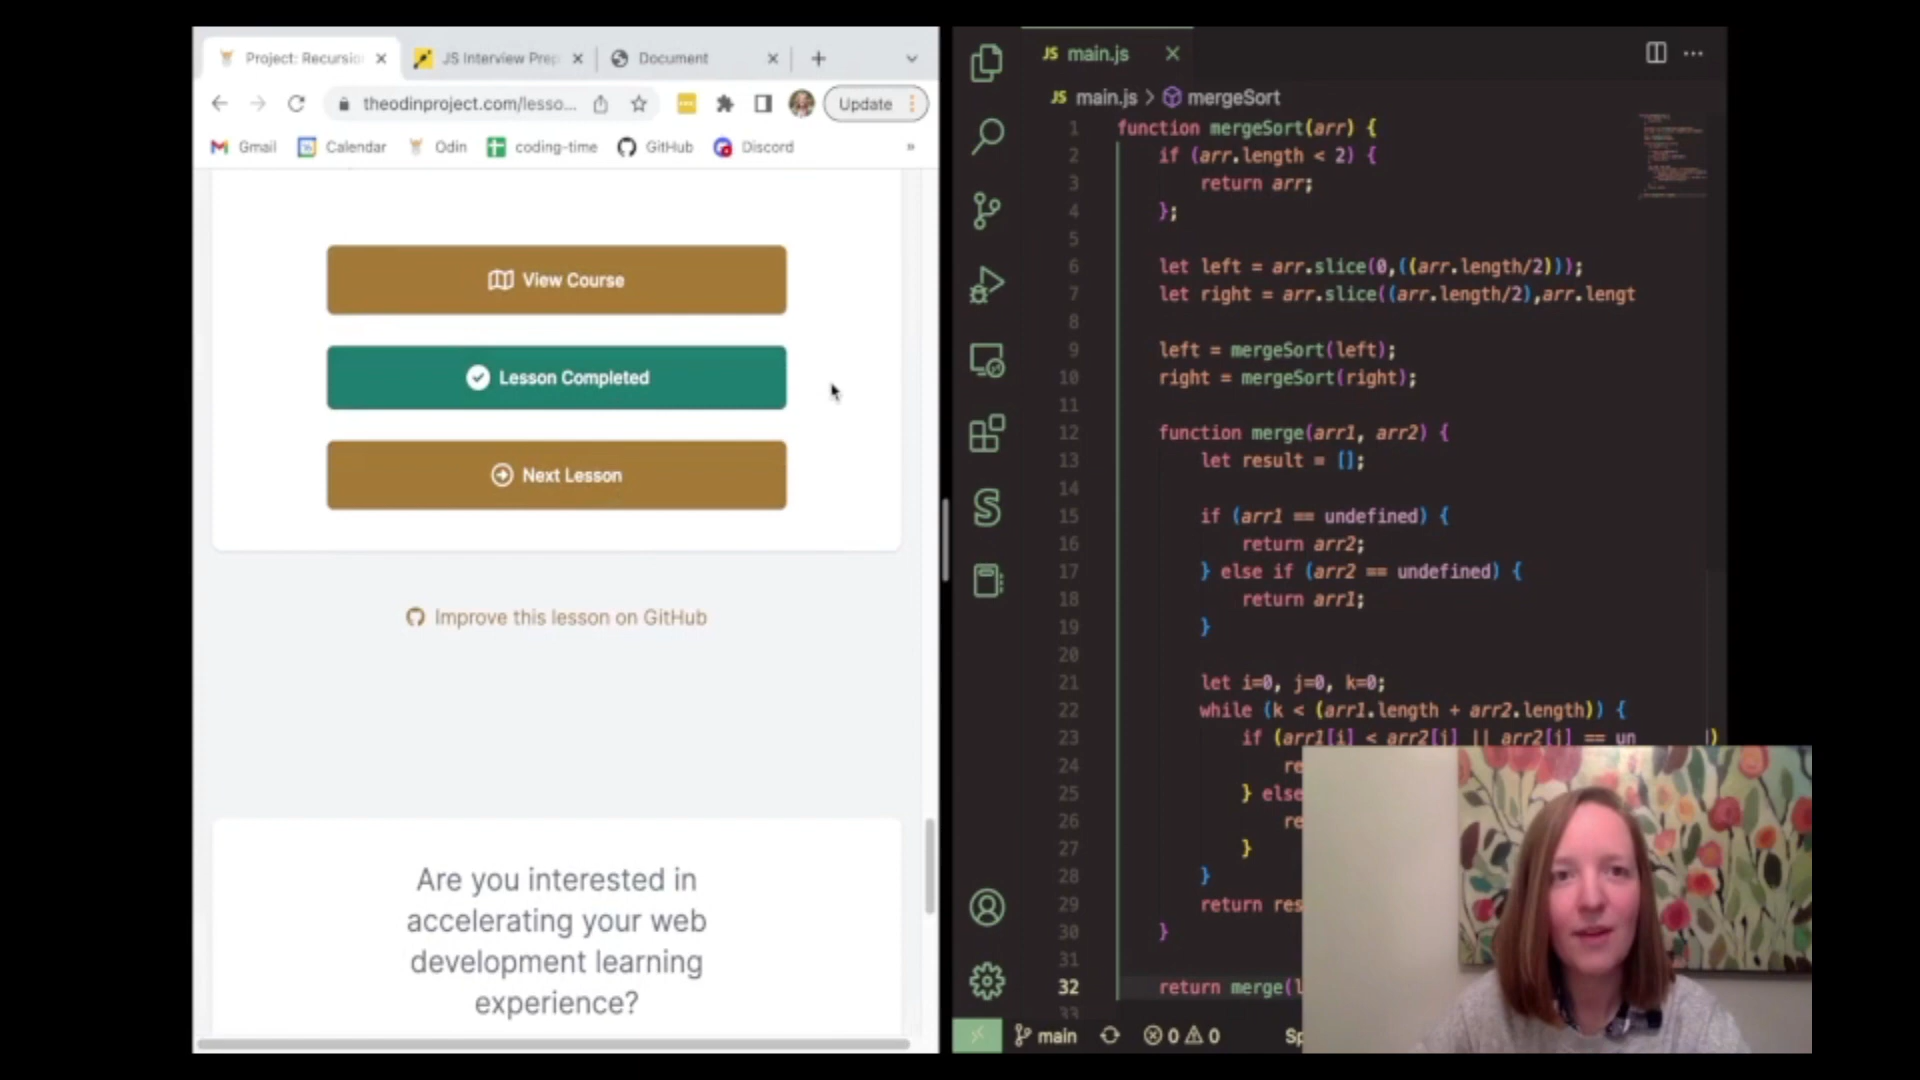 Project: Recursio
JS Interview Prep
Document
theodinproject.com/lesso...
Update
Gmail
Calendar
Odin
coding-time
GitHub
Discord
»
View Course
Lesson Completed
Next Lesson
Improve this lesson on GitHub
Are you interested in
accelerating your web
development learning
experience?
JS main.js
JS main.js > mergeSort
1 function mergeSort(arr) {
2 if (arr.length < 2) {
3 return arr;
4 };
5
6 let left = arr.slice(0,((arr.length/2)));
7 let right = arr.slice((arr.length/2),arr.lengt
8
9 left = mergeSort(left);
10 right = mergeSort(right);
11
12 function merge(arr1, arr2) {
13 let result = [];
14
15 if (arr1 == undefined) {
16 return arr2;
17 } else if (arr2 == undefined) {
18 return arr1;
19 }
20
21 let i=0, j=0, k=0;
22 while (k < (arr1.length + arr2.length)) {
23 if (arr1[i] < arr2[j] || arr2[j] == un )
24 re
25 } else
26 re
27 }
28 }
29 return res
30 }
31
32 return merge(l
33
main 0 0 Sp